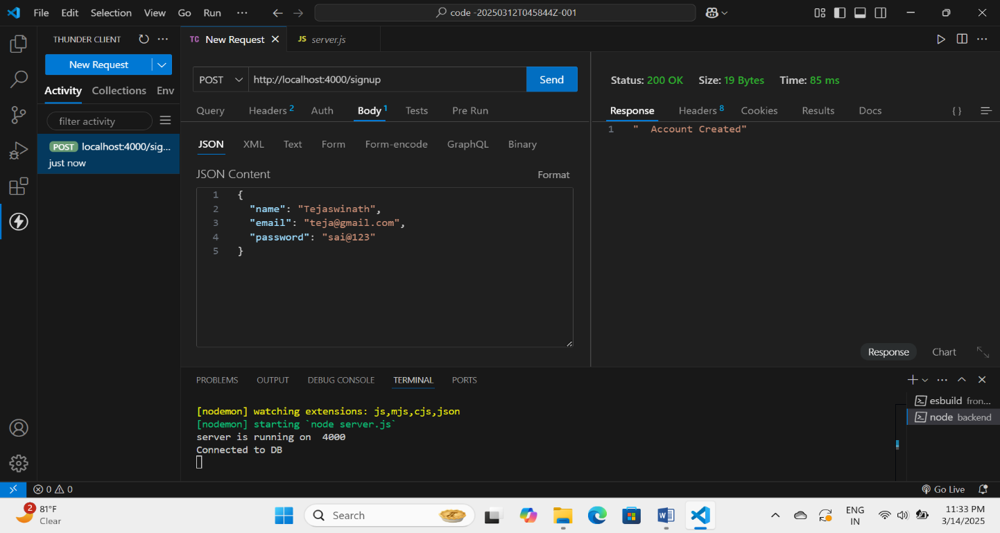 File Edit Selection View Go Run ··· code -20250312T045844Z-001
THUNDER CLIENT ···
New Request
Activity Collections Env
filter activity
POST localhost:4000/sig...
just now
TC New Request JS server.js
POST http://localhost:4000/signup Send
Query Headers 2 Auth Body 1 Tests Pre Run
JSON XML Text Form Form-encode GraphQL Binary
JSON Content Format
1 {
2 "name": "Tejaswinath",
3 "email": "teja@gmail.com",
4 "password": "sai@123"
5 }
Status: 200 OK Size: 19 Bytes Time: 85 ms
Response Headers 8 Cookies Results Docs { }
1 "  Account Created"
Response Chart
PROBLEMS OUTPUT DEBUG CONSOLE TERMINAL PORTS
[nodemon] watching extensions: js,mjs,cjs,json
[nodemon] starting `node server.js`
server is running on  4000
Connected to DB
esbuild fron...
node backend
0 0 Go Live
2 81°F
Clear
Search
ENG
IN
11:33 PM
3/14/2025